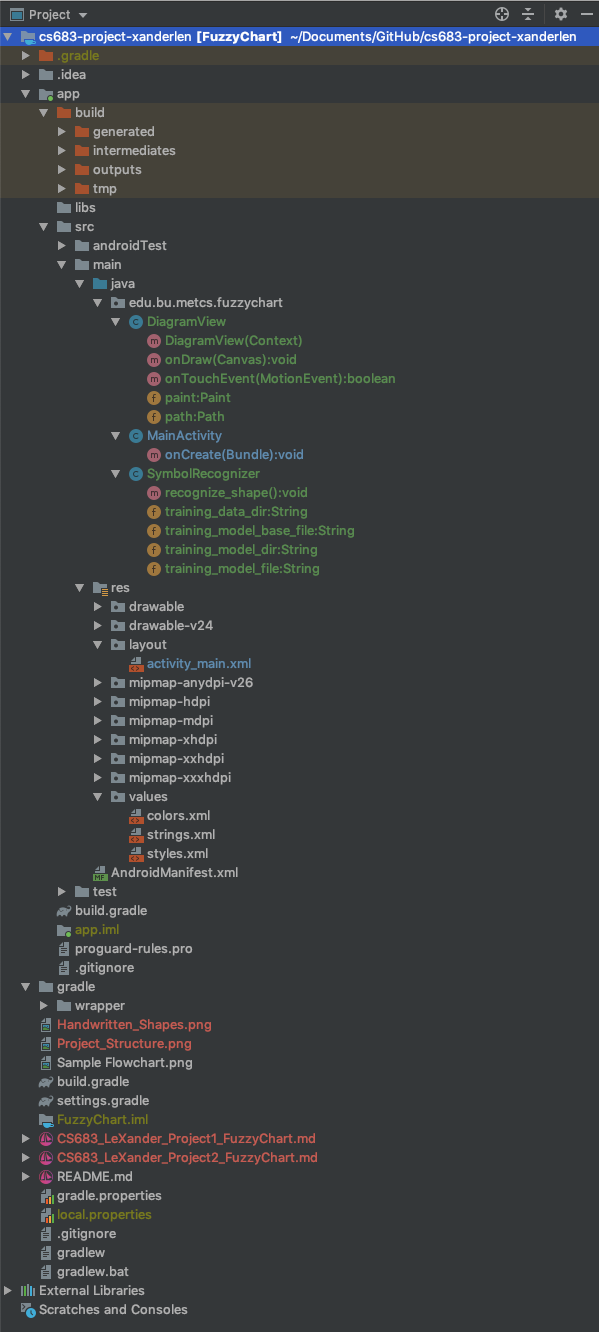 Project
cs683-project-xanderlen [FuzzyChart] ~/Documents/GitHub/cs683-project-xanderlen
.gradle
.idea
app
build
generated
intermediates
outputs
tmp
libs
src
androidTest
main
java
edu.bu.metcs.fuzzychart
C DiagramView
m DiagramView(Context)
m onDraw(Canvas):void
m onTouchEvent(MotionEvent):boolean
f paint:Paint
f path:Path
C MainActivity
m onCreate(Bundle):void
C SymbolRecognizer
m recognize_shape():void
f training_data_dir:String
f training_model_base_file:String
f training_model_dir:String
f training_model_file:String
res
drawable
drawable-v24
layout
activity_main.xml
mipmap-anydpi-v26
mipmap-hdpi
mipmap-mdpi
mipmap-xhdpi
mipmap-xxhdpi
mipmap-xxxhdpi
values
colors.xml
strings.xml
styles.xml
MF AndroidManifest.xml
test
build.gradle
app.iml
proguard-rules.pro
.gitignore
gradle
wrapper
Handwritten_Shapes.png
Project_Structure.png
Sample Flowchart.png
build.gradle
settings.gradle
FuzzyChart.iml
CS683_LeXander_Project1_FuzzyChart.md
CS683_LeXander_Project2_FuzzyChart.md
README.md
gradle.properties
local.properties
.gitignore
gradlew
gradlew.bat
External Libraries
Scratches and Consoles